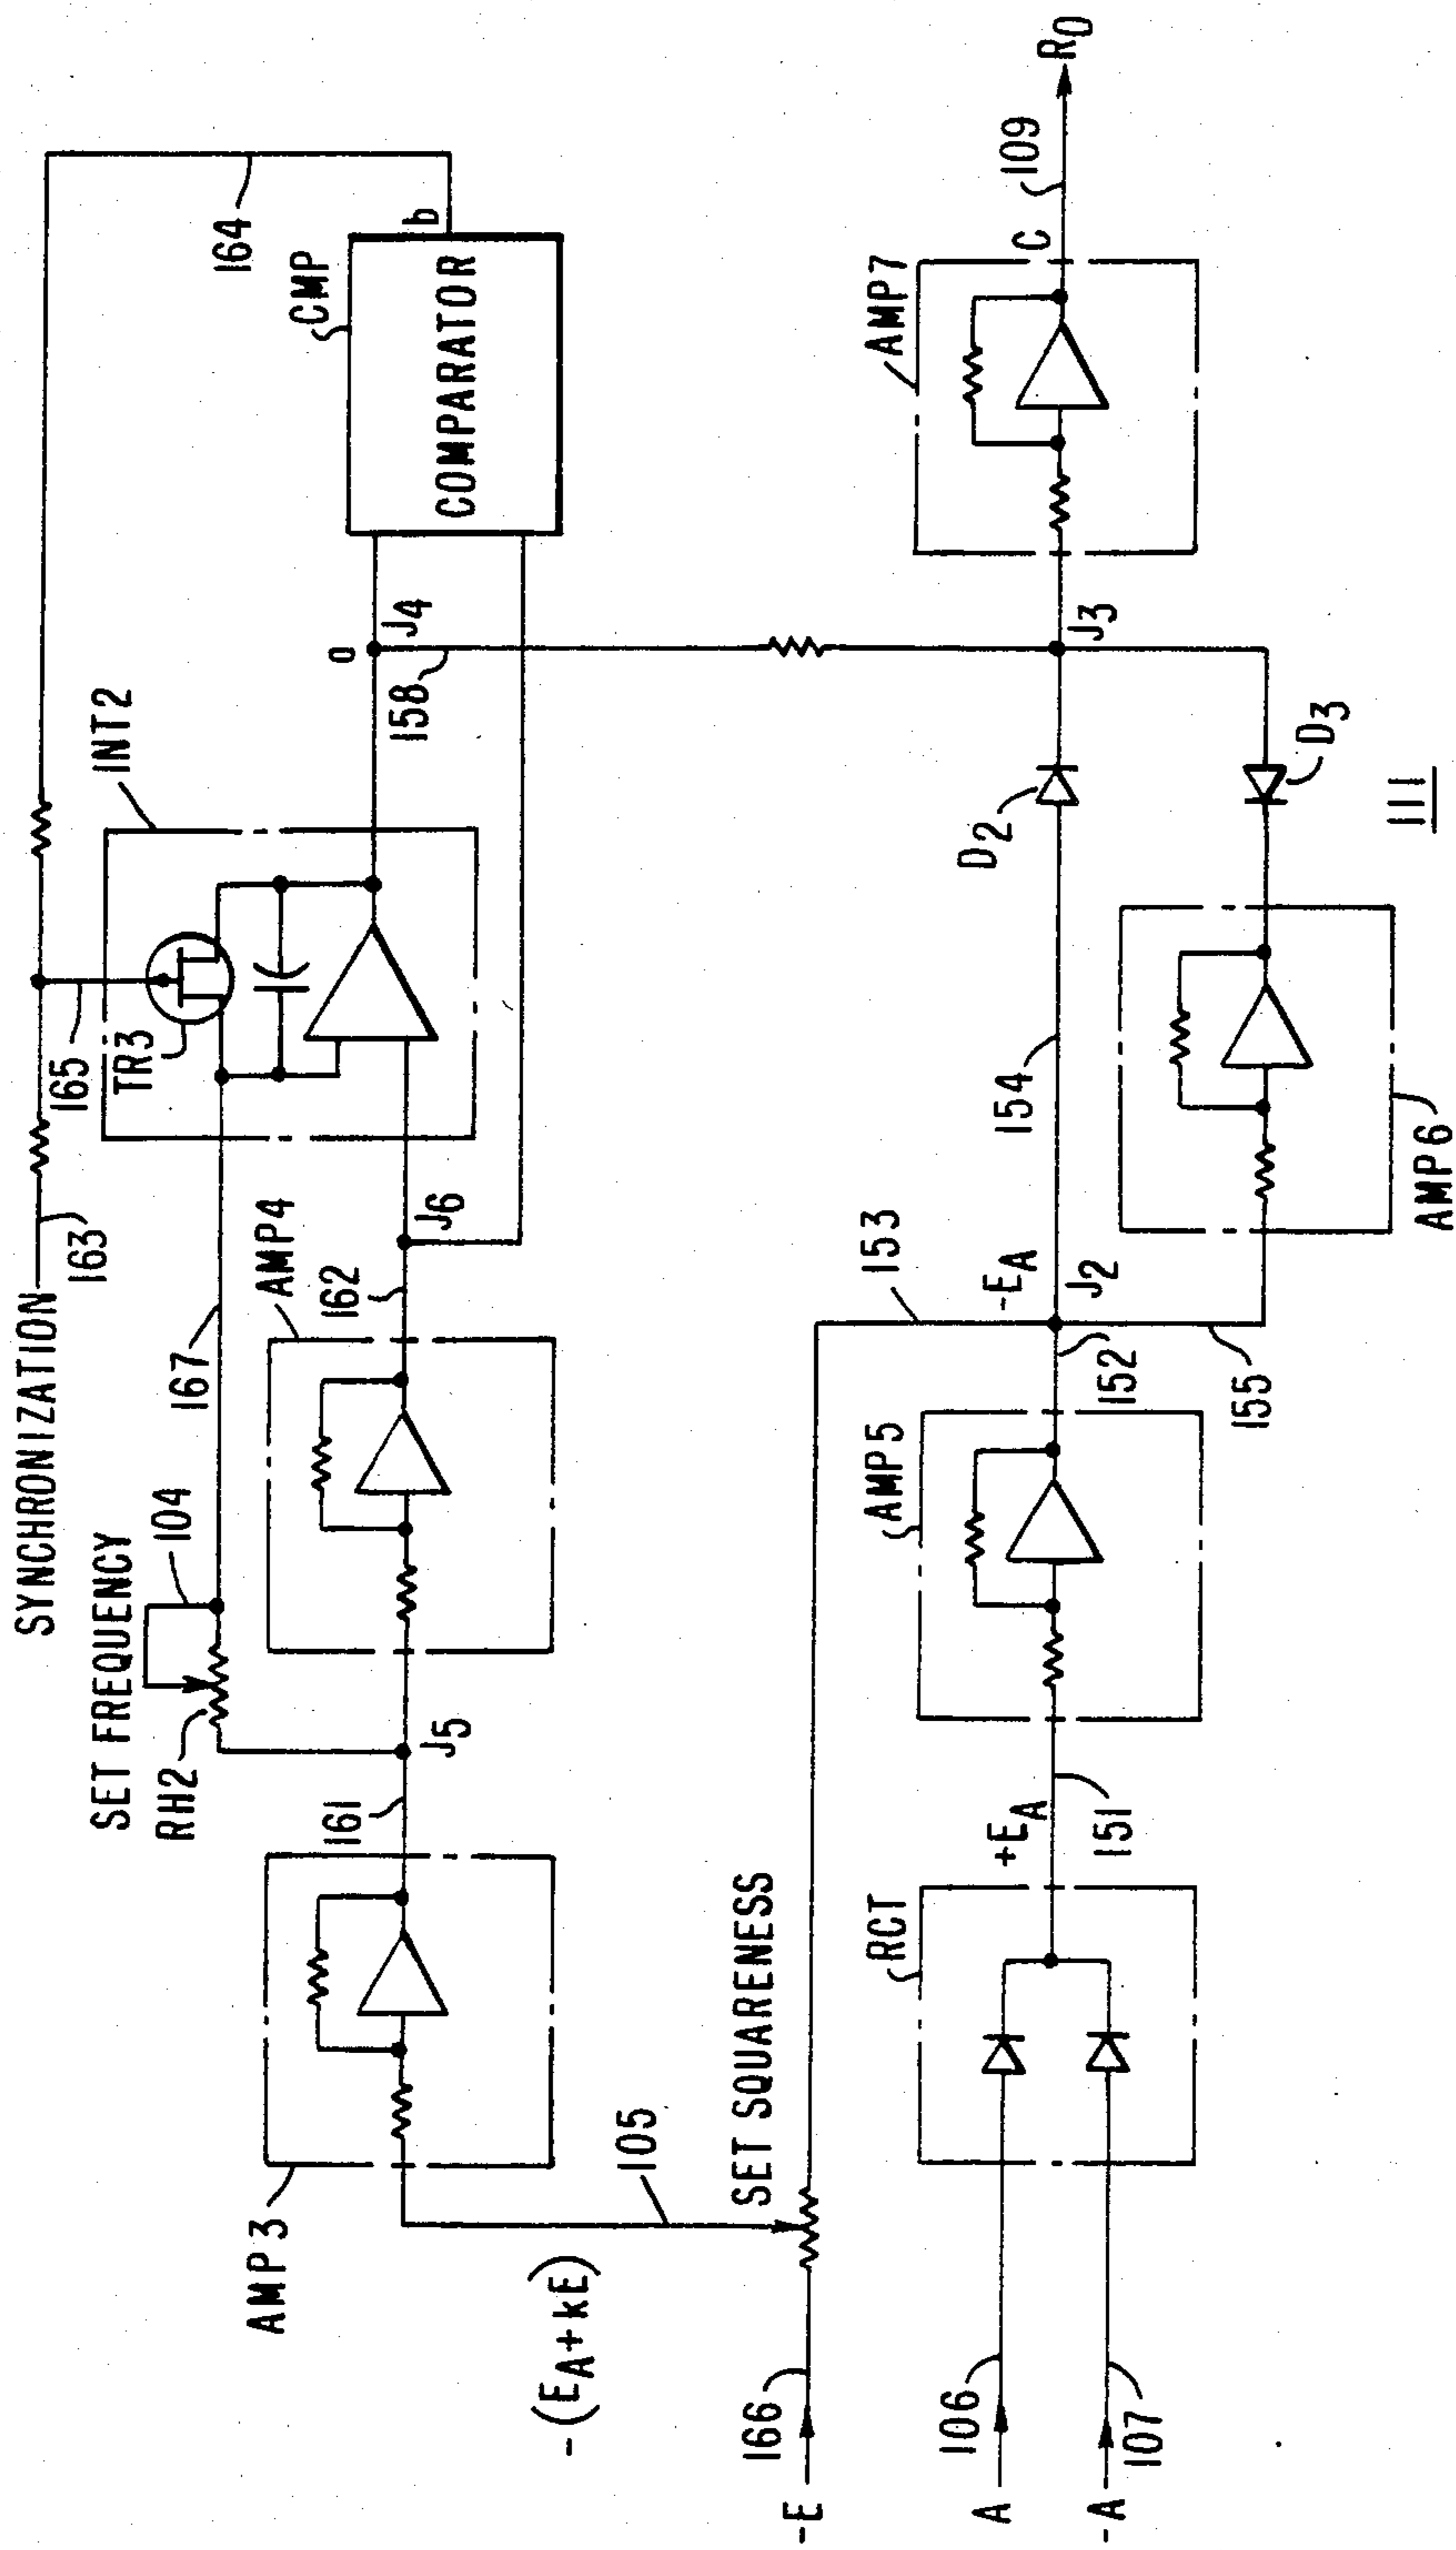 SYNCHRONIZATION
163
165
164
SET FREQUENCY
104
RH2
167
TR3
INT2
CMP
b
COMPARATOR
AMP3
161
J5
AMP4
162
J6
a
J4
158
105
-(EA+kE)
SET SQUARENESS
166
-E
153
RCT
AMP5
AMP7
106
A
107
-A
+EA
151
152
-EA
J2
155
154
D2
J3
C
109
RO
AMP6
D3
111